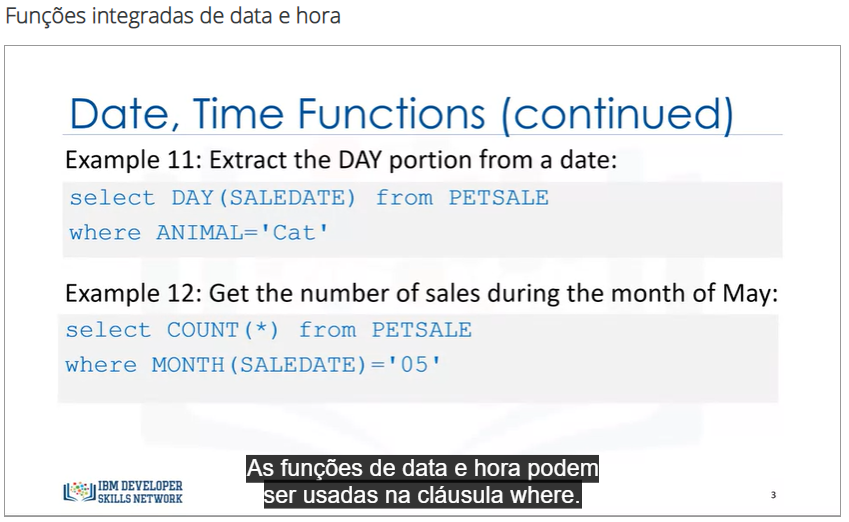 Funções integradas de data e hora
Date, Time Functions (continued)
Example 11: Extract the DAY portion from a date:
select DAY(SALEDATE) from PETSALE
where ANIMAL='Cat'
Example 12: Get the number of sales during the month of May:
select COUNT(*) from PETSALE
where MONTH(SALEDATE)='05'
As funções de data e hora podem
ser usadas na cláusula where.
IBM DEVELOPER
SKILLS NETWORK
3